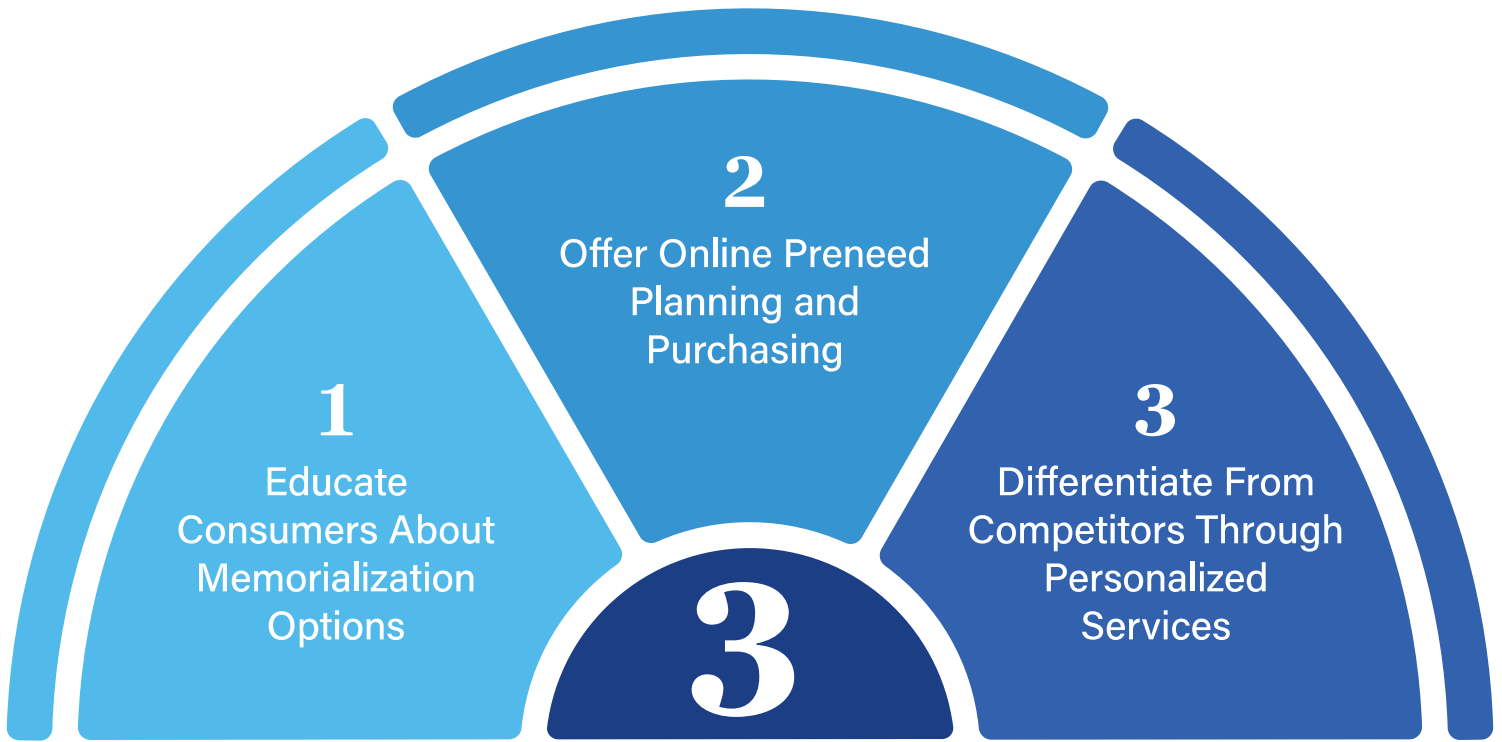 1
Educate
Consumers About
Memorialization
Options
2
Offer Online Preneed
Planning and
Purchasing
3
Differentiate From
Competitors Through
Personalized
Services
3